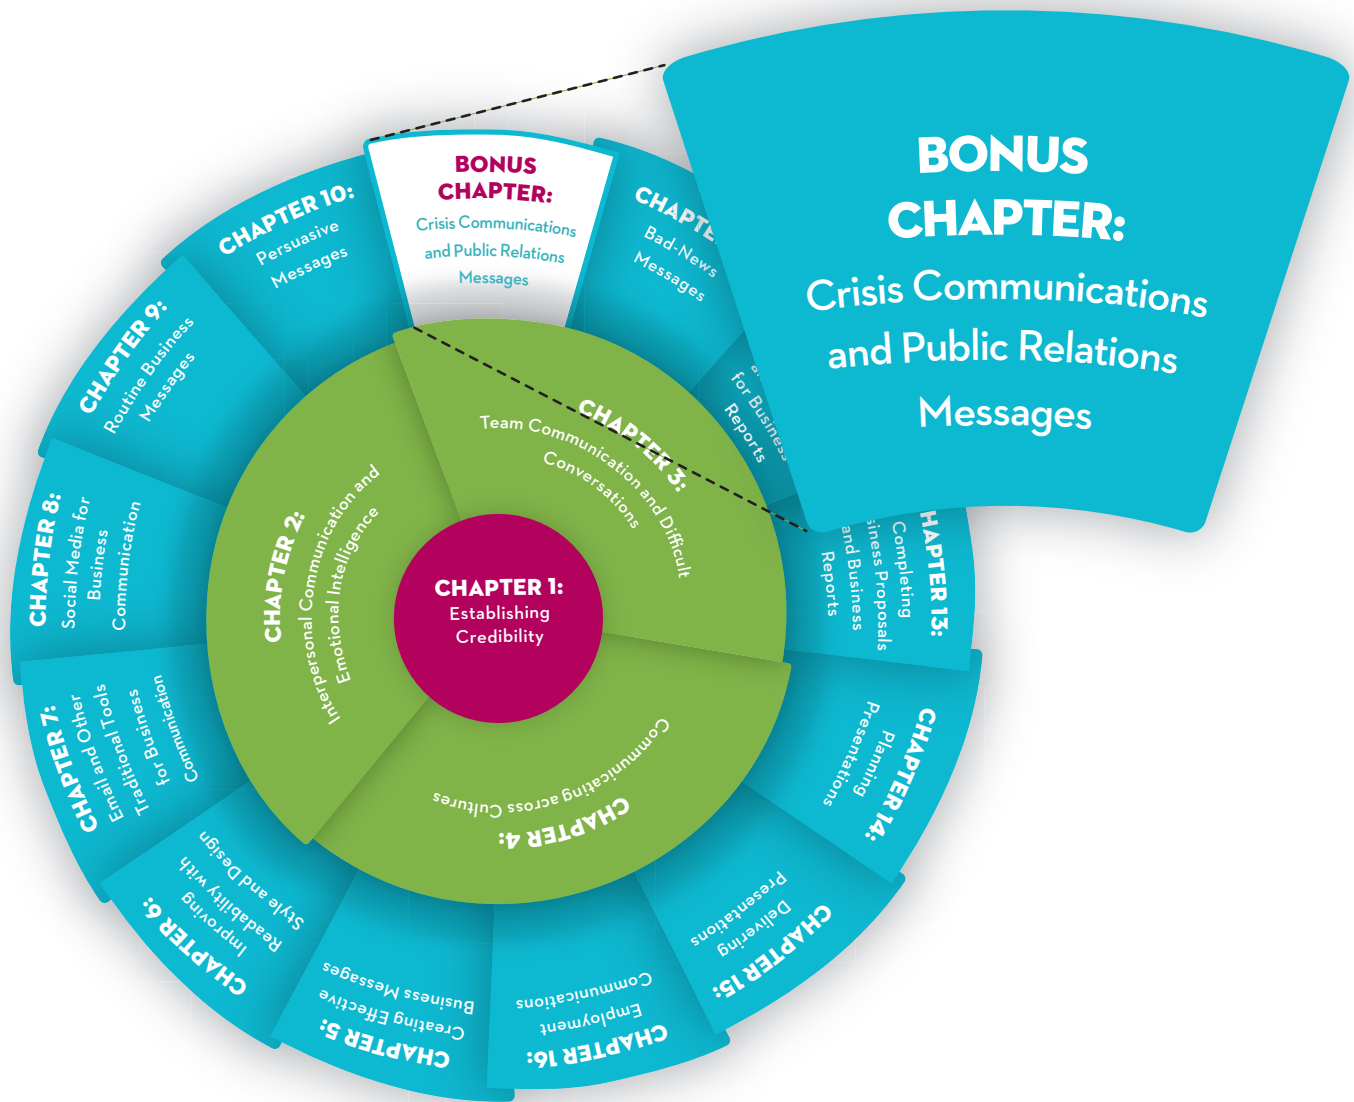 BONUS
CHAPTER:
Crisis Communications
and Public Relations
Messages
BONUS
CHAPTER:
Crisis Communications
and Public Relations
Messages
CHAPTE
Bad-News
Messages
for Business
Reports
HAPTER 13:
Completing
siness Proposals
and Business
Reports
CHAPTER 14:
Planning
Presentations
CHAPTER 15:
Delivering
Presentations
CHAPTER 16:
Employment
Communications
CHAPTER 5:
Creating Effective
Business Messages
CHAPTER 6:
Improving
Readability with
Style and Design
CHAPTER 7:
Email and Other
Traditional Tools
for Business
Communication
CHAPTER 8:
Social Media for
Business
Communication
CHAPTER 9:
Routine Business
Messages
CHAPTER 10:
Persuasive
Messages
CHAPTER 2:
Interpersonal Communication and
Emotional Intelligence
CHAPTER 3:
Team Communication and Difficult
Conversations
CHAPTER 4:
Communicating across Cultures
CHAPTER 1:
Establishing
Credibility